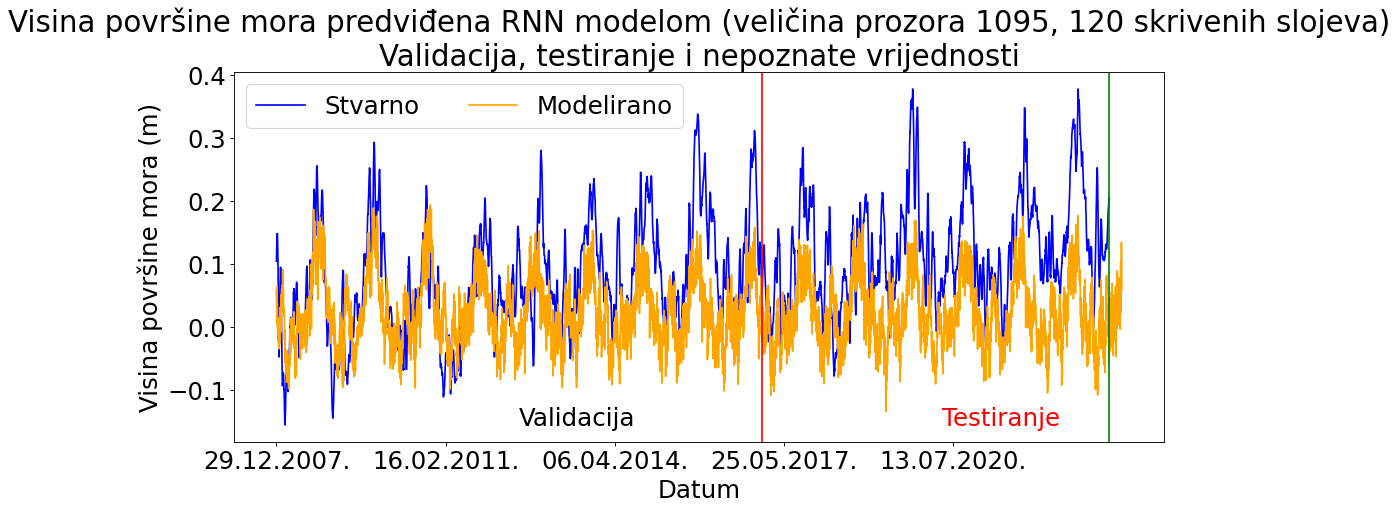 Visina površine mora predviđena RNN modelom (veličina prozora 1095, 120 skrivenih slojeva)
Validacija, testiranje i nepoznate vrijednosti
Stvarno Modelirano
Visina površine mora (m)
0.4
0.3
0.2
0.1
0.0
−0.1
Validacija Testiranje
29.12.2007. 16.02.2011. 06.04.2014. 25.05.2017. 13.07.2020.
Datum